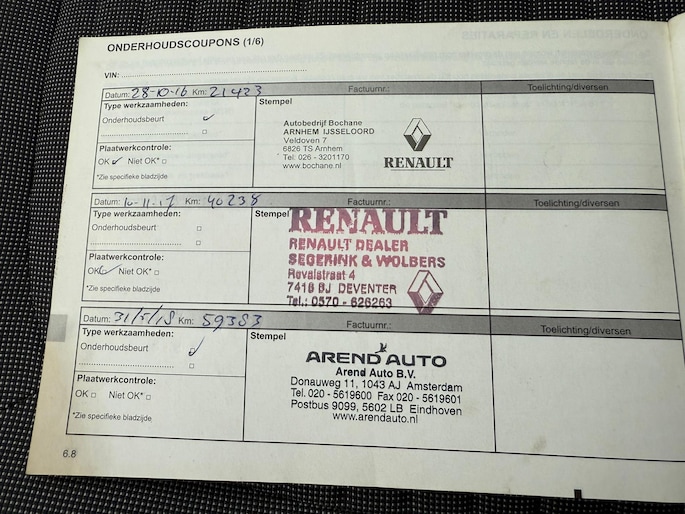 ONDERHOUDSCOUPONS (1/6)
VIN:
Datum: 28-10-16 Km: 21423 Factuurnr.: Toelichting/diversen
Type werkzaamheden: Stempel
Onderhoudsbeurt
Autobedrijf Bochane
ARNHEM IJSSELOORD
Veldoven 7
6826 TS Arnhem
Tel: 026 - 3201170
www.bochane.nl
RENAULT
Plaatwerkcontrole:
OK Niet OK*
*Zie specifieke bladzijde
Datum: 16-11-17 Km: 40238 Factuurnr.: Toelichting/diversen
Type werkzaamheden: Stempel
Onderhoudsbeurt
RENAULT
RENAULT DEALER
SEGERINK & WOLBERS
Revalstraat 4
7418 BJ DEVENTER
Tel.: 0570 - 626263
Plaatwerkcontrole:
OK Niet OK*
*Zie specifieke bladzijde
Datum: 31/5/18 Km: 59383 Factuurnr.: Toelichting/diversen
Type werkzaamheden: Stempel
Onderhoudsbeurt
AREND AUTO
Arend Auto B.V.
Donauweg 11, 1043 AJ Amsterdam
Tel. 020 - 5619600 Fax 020 - 5619601
Postbus 9099, 5602 LB Eindhoven
www.arendauto.nl
Plaatwerkcontrole:
OK Niet OK*
*Zie specifieke bladzijde
6.8